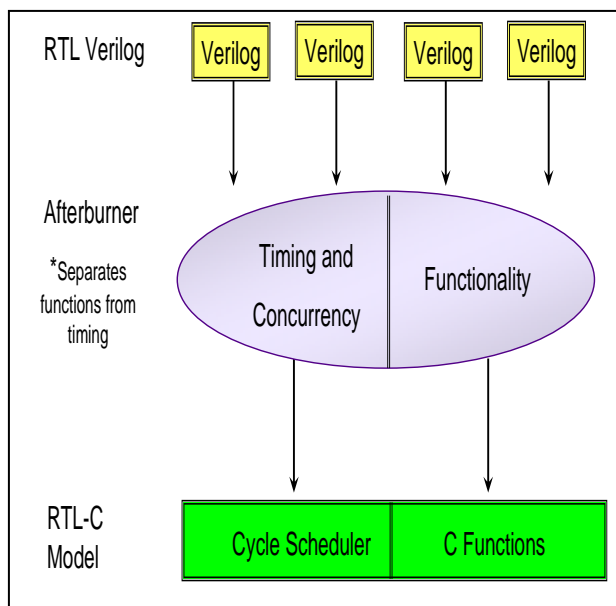 RTL Verilog
Verilog
Verilog
Verilog
Verilog
Afterburner
*Separates
functions from
timing
Timing and
Concurrency
Functionality
RTL-C
Model
Cycle Scheduler
C Functions